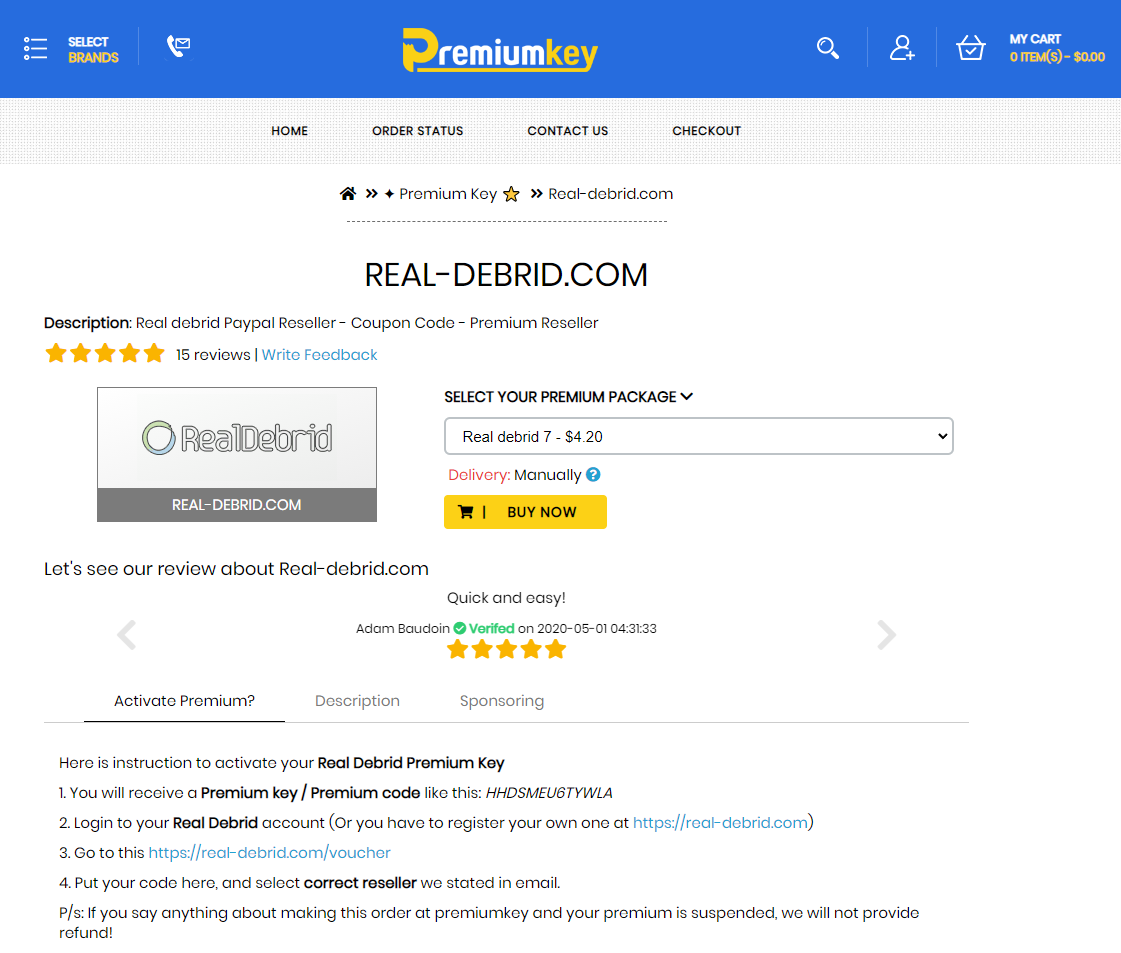 SELECT
BRANDS
Premiumkey
MY CART
0 ITEM(S) - $0.00
HOME ORDER STATUS CONTACT US CHECKOUT
» ✦ Premium Key ⭐ » Real-debrid.com
REAL-DEBRID.COM
Description: Real debrid Paypal Reseller - Coupon Code - Premium Reseller
15 reviews | Write Feedback
RealDebrid
REAL-DEBRID.COM
SELECT YOUR PREMIUM PACKAGE
Real debrid 7 - $4.20
Delivery: Manually ?
| BUY NOW
Let's see our review about Real-debrid.com
Quick and easy!
Adam Baudoin Verifed on 2020-05-01 04:31:33
Activate Premium? Description Sponsoring
Here is instruction to activate your Real Debrid Premium Key
1. You will receive a Premium key / Premium code like this: HHDSMEU6TYWLA
2. Login to your Real Debrid account (Or you have to register your own one at https://real-debrid.com)
3. Go to this https://real-debrid.com/voucher
4. Put your code here, and select correct reseller we stated in email.
P/s: If you say anything about making this order at premiumkey and your premium is suspended, we will not provide
refund!